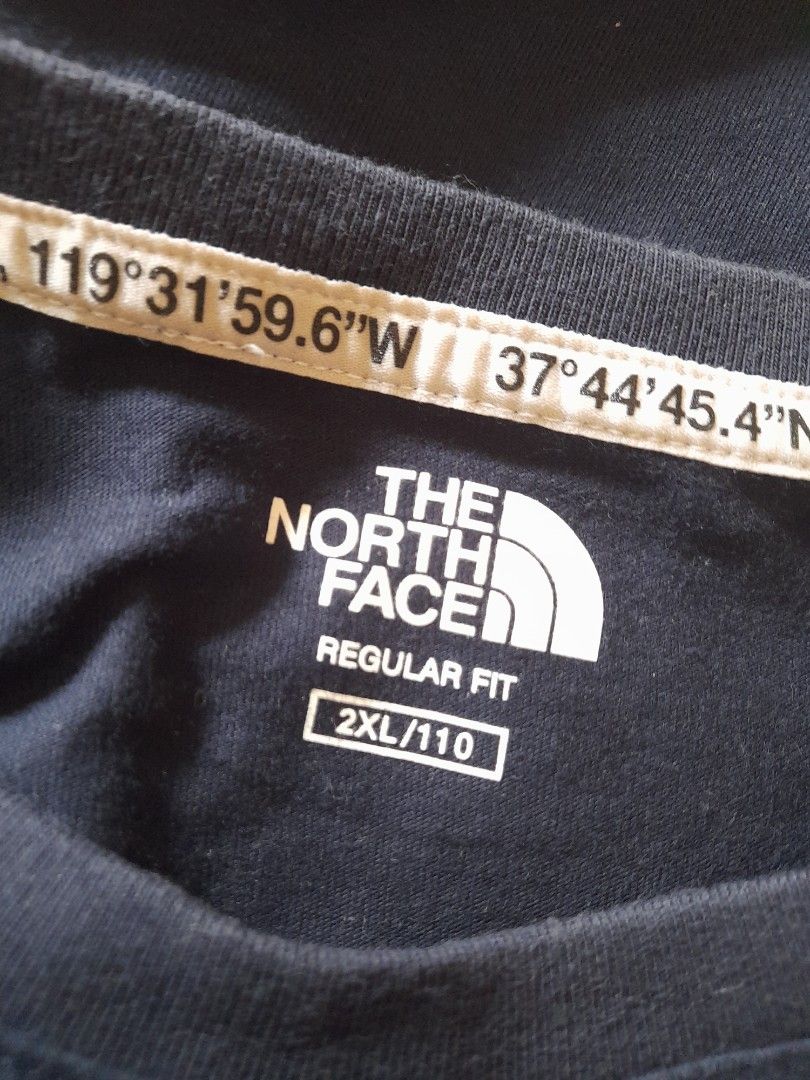 119°31’59.6”W 37°44’45.4”N
THE
NORTH
FACE
REGULAR FIT
2XL/110